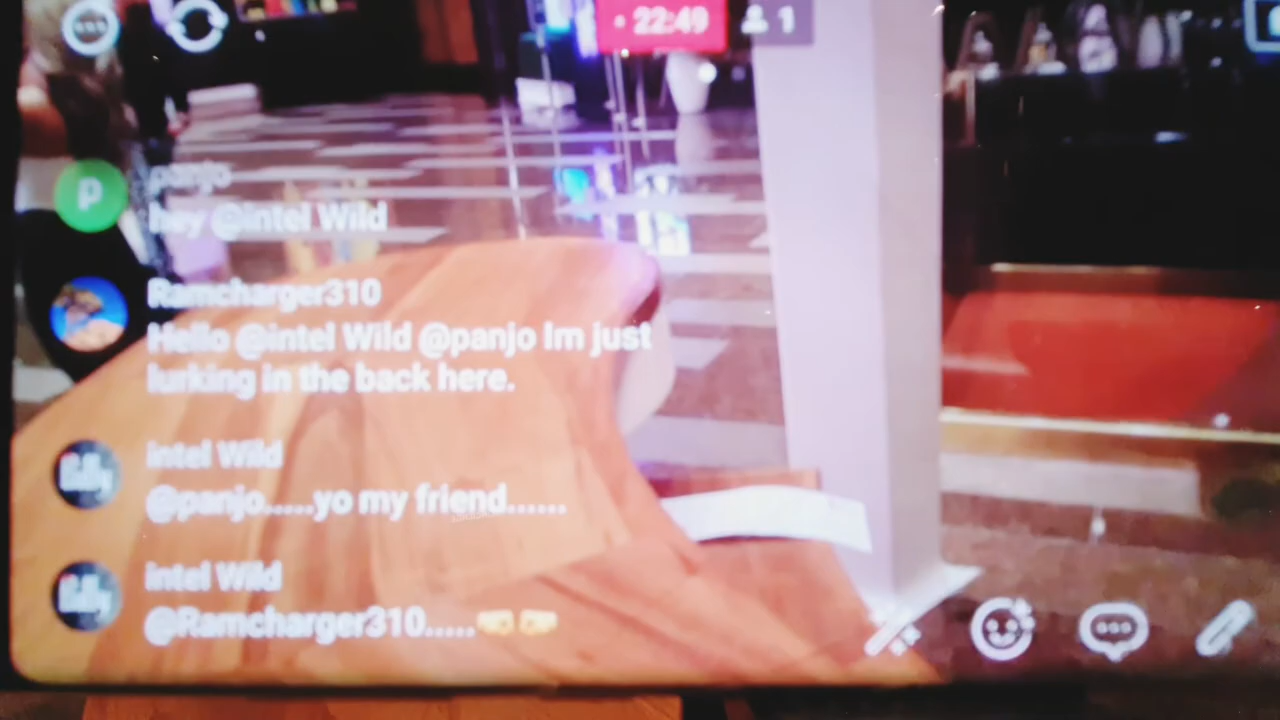 22:49
1
P
panjo
hey @intel Wild
Ramcharger310
Hello @intel Wild @panjo Im just
lurking in the back here.
intel Wild
@panjo.....yo my friend......
intel Wild
@Ramcharger310.....🤜🤛